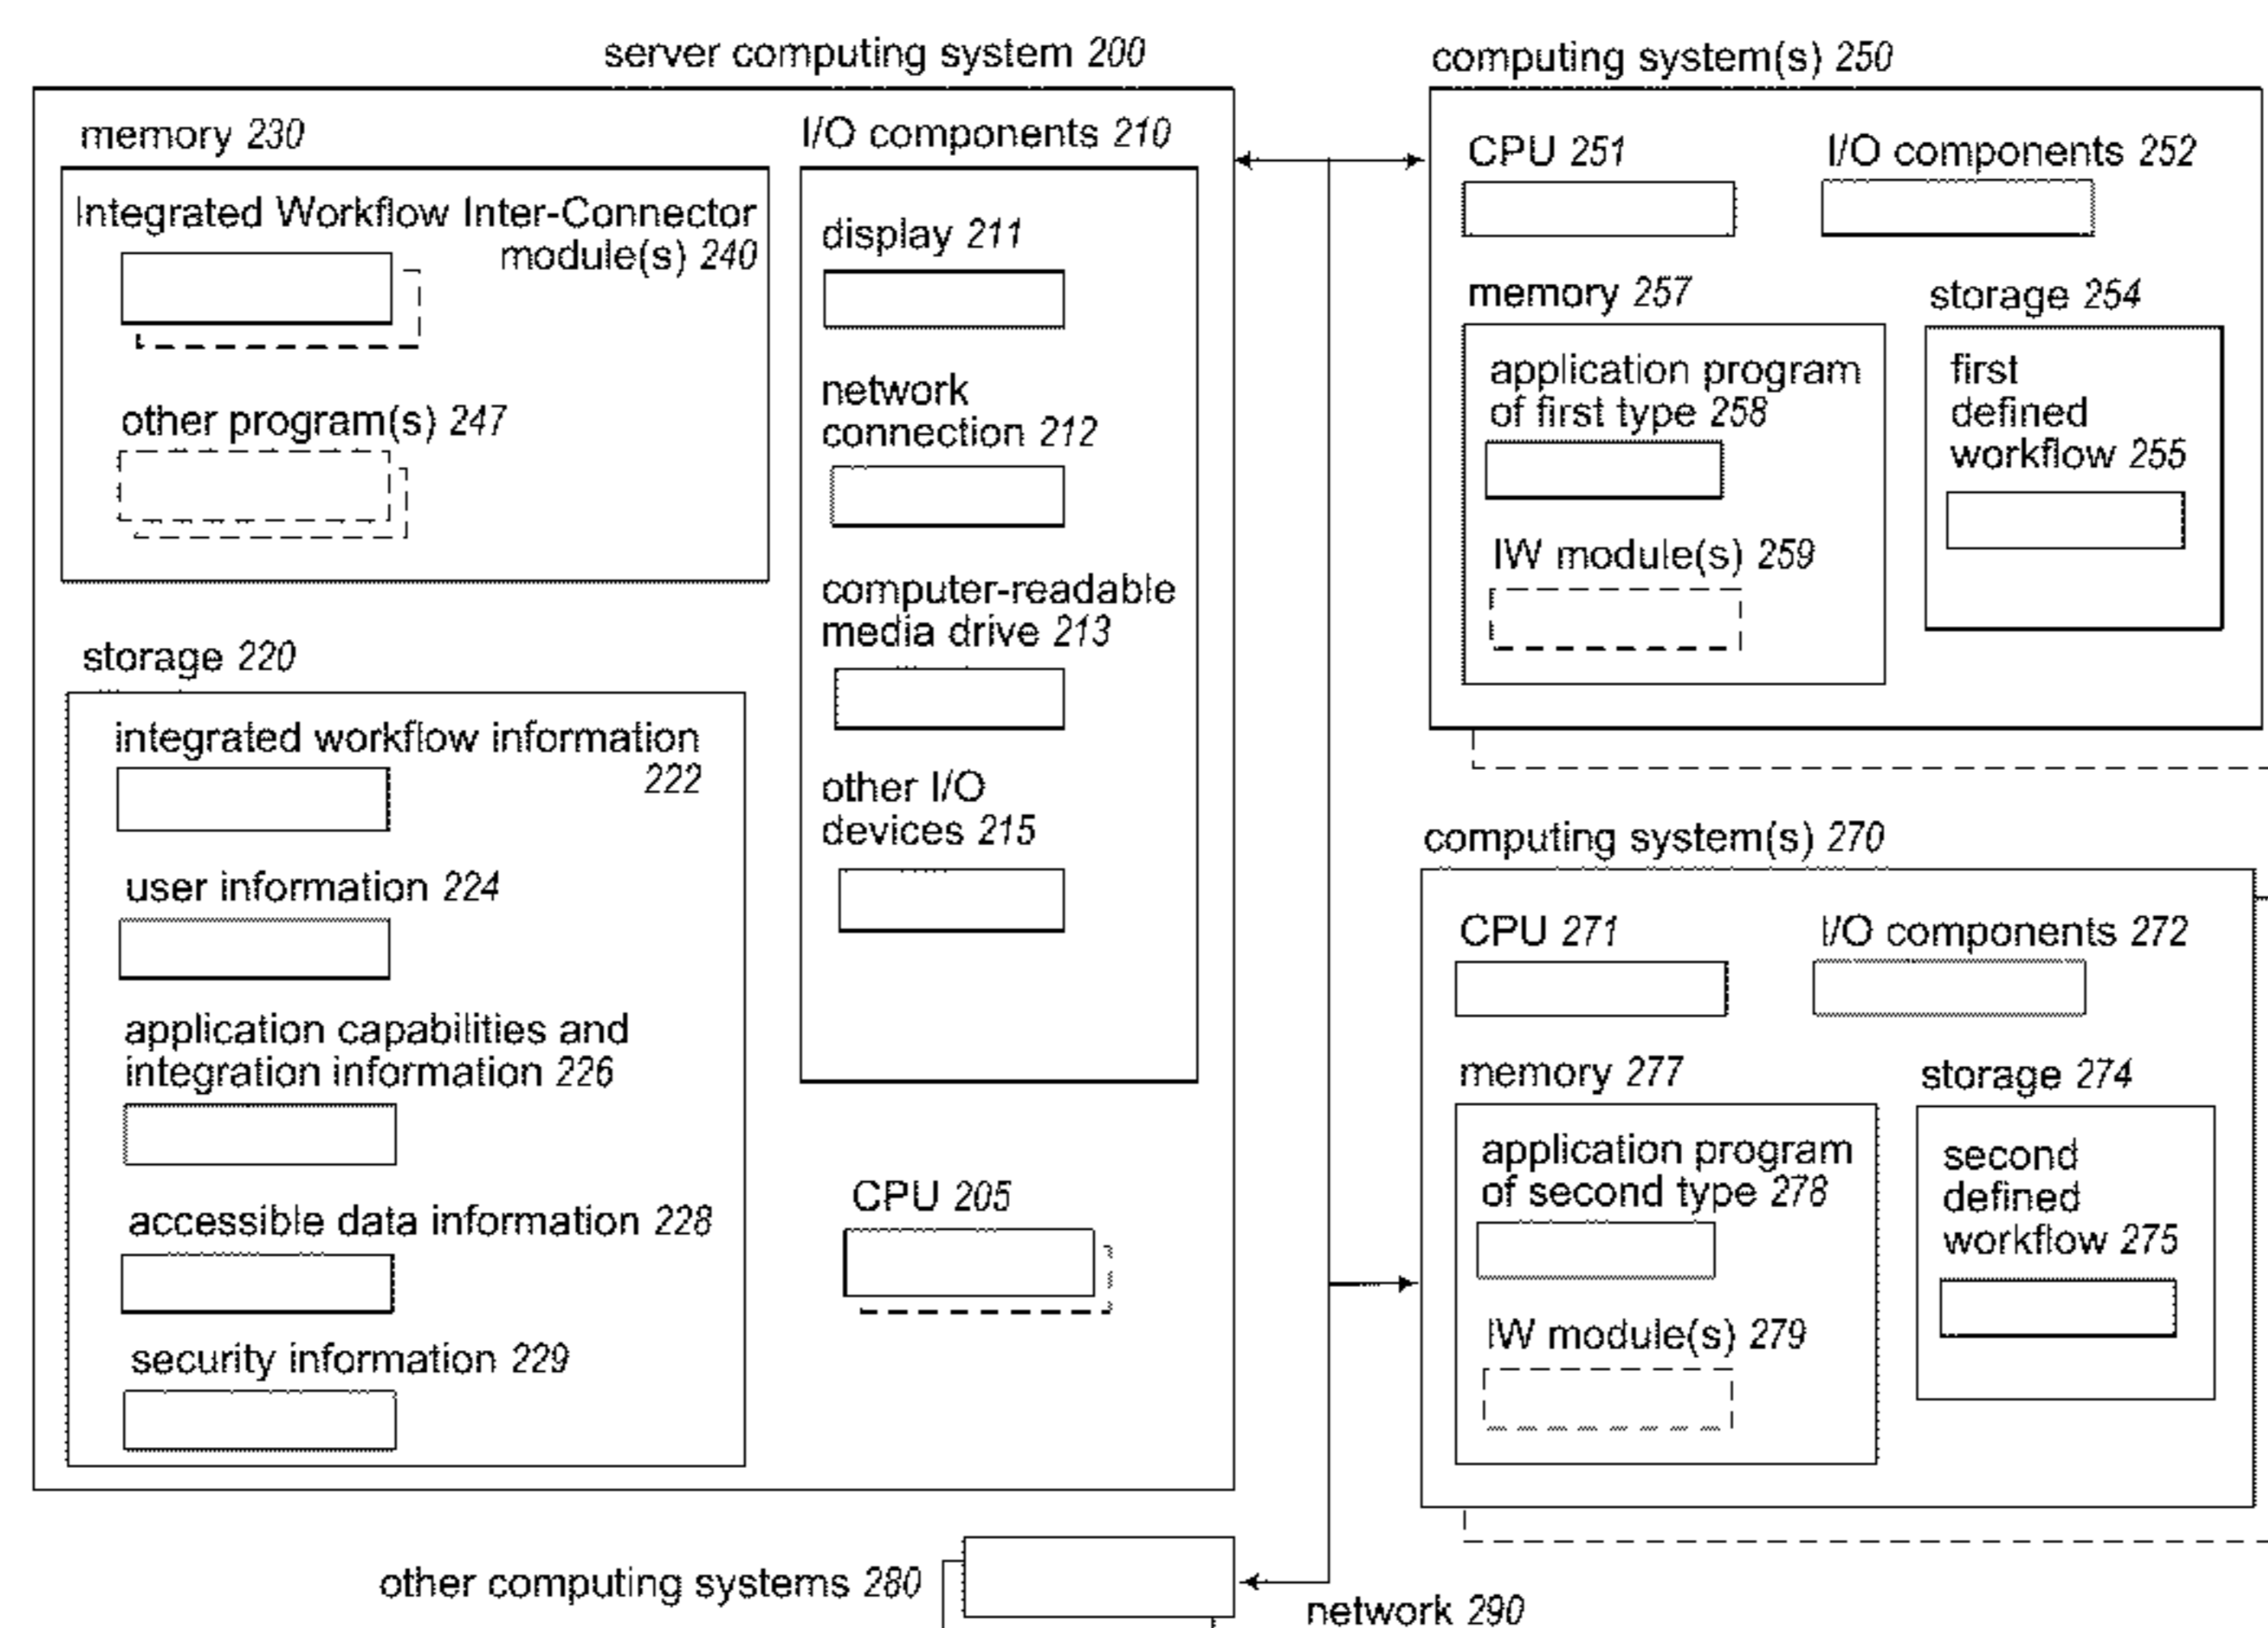 server computing system 200
memory 230
Integrated Workflow Inter-Connector
module(s) 240
other program(s) 247
storage 220
integrated workflow information
222
user information 224
application capabilities and
integration information 226
accessible data information 228
security information 229
I/O components 210
display 211
network
connection 212
computer-readable
media drive 213
other I/O
devices 215
CPU 205
computing system(s) 250
CPU 251
I/O components 252
memory 257
application program
of first type 258
IW module(s) 259
storage 254
first
defined
workflow 255
computing system(s) 270
CPU 271
I/O components 272
memory 277
application program
of second type 278
IW module(s) 279
storage 274
second
defined
workflow 275
other computing systems 280
network 290